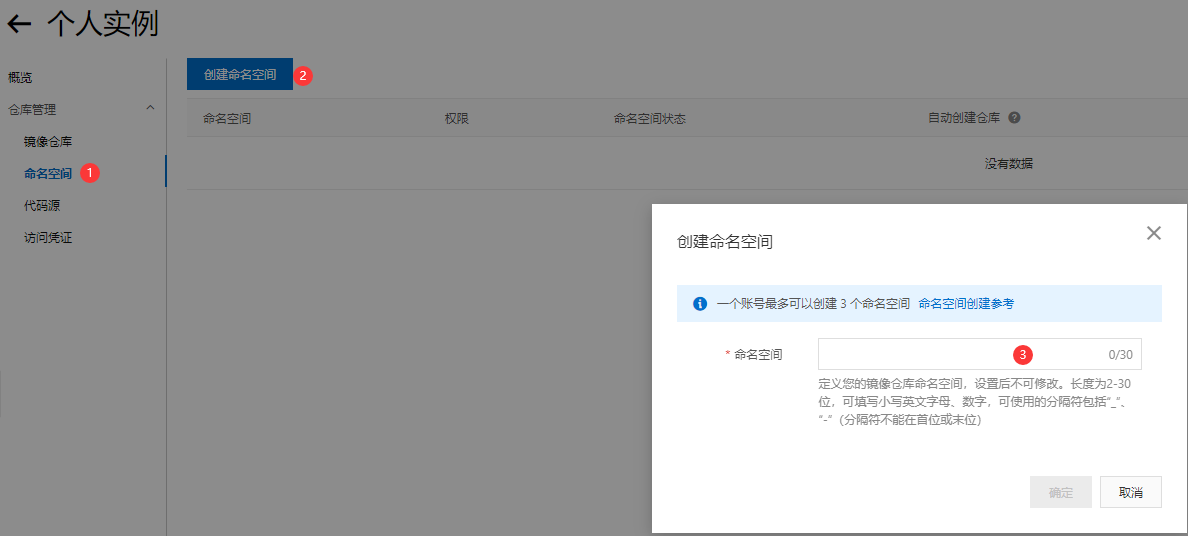 个人实例
概览
仓库管理
镜像仓库
命名空间 1
代码源
访问凭证
创建命名空间 2
命名空间 权限 命名空间状态 自动创建仓库 ?
没有数据
创建命名空间
一个账号最多可以创建 3 个命名空间 命名空间创建参考
* 命名空间 3 0/30
定义您的镜像仓库命名空间，设置后不可修改。长度为2-30
位，可填写小写英文字母、数字，可使用的分隔符包括“_”、
“-”（分隔符不能在首位或末位）
确定 取消